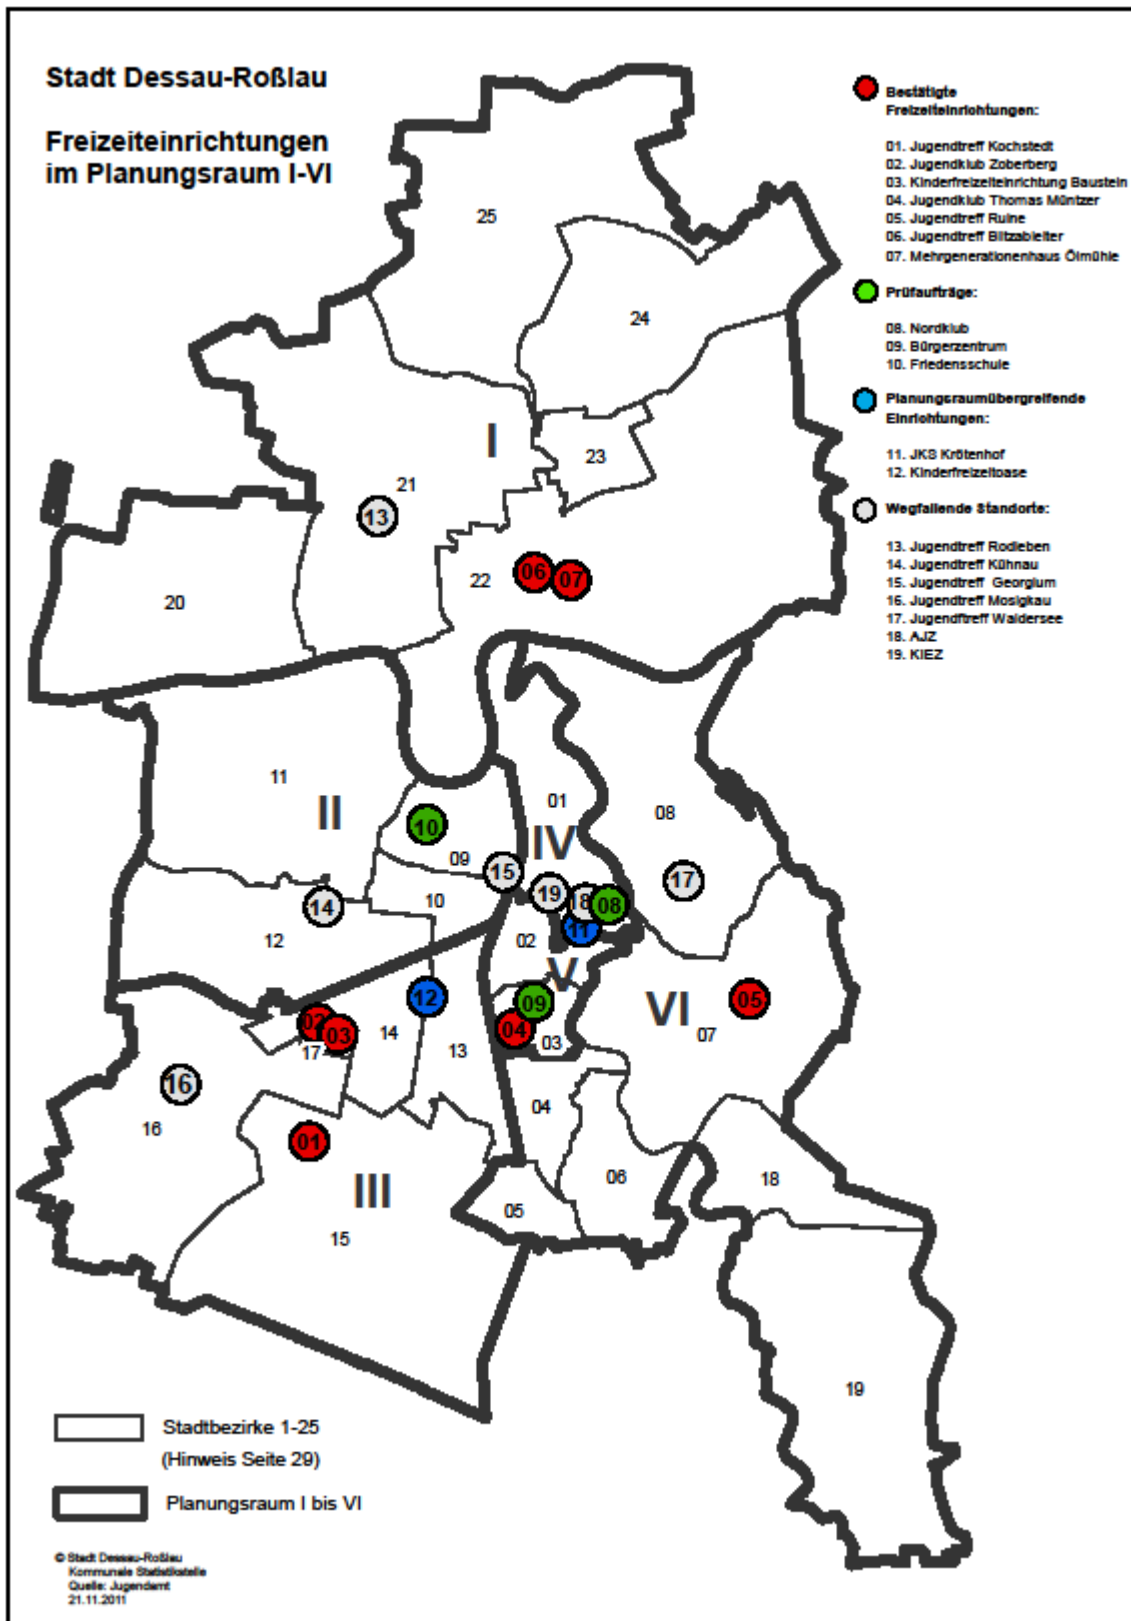 Stadt Dessau-Roßlau
Freizeiteinrichtungen
im Planungsraum I-VI
Bestätigte
Freizeiteinrichtungen:
01. Jugendtreff Kochstedt
02. Jugendklub Zoberberg
03. Kinderfreizeiteinrichtung Baustein
04. Jugendklub Thomas Müntzer
05. Jugendtreff Ruine
06. Jugendtreff Blitzableiter
07. Mehrgenerationenhaus Ölmühle
Prüfaufträge:
08. Nordklub
09. Bürgerzentrum
10. Friedensschule
Planungsraumübergreifende
Einrichtungen:
11. JKS Krötenhof
12. Kinderfreizeitoase
Wegfallende Standorte:
13. Jugendtreff Rodleben
14. Jugendtreff Kühnau
15. Jugendtreff Georgium
16. Jugendtreff Mosigkau
17. Jugendftreff Waldersee
18. AJZ
19. KIEZ
25
24
I
23
21
13
06
07
22
20
11
II
01
08
10
IV
09
15
17
19
18
08
14
10
11
12
02
V
12
09
05
VI
02
03
04
14
03
07
17
13
16
04
16
01
III
06
18
05
15
19
Stadtbezirke 1-25
(Hinweis Seite 29)
Planungsraum I bis VI
© Stadt Dessau-Roßlau
Kommunale Statistikstelle
Quelle: Jugendamt
21.11.2011